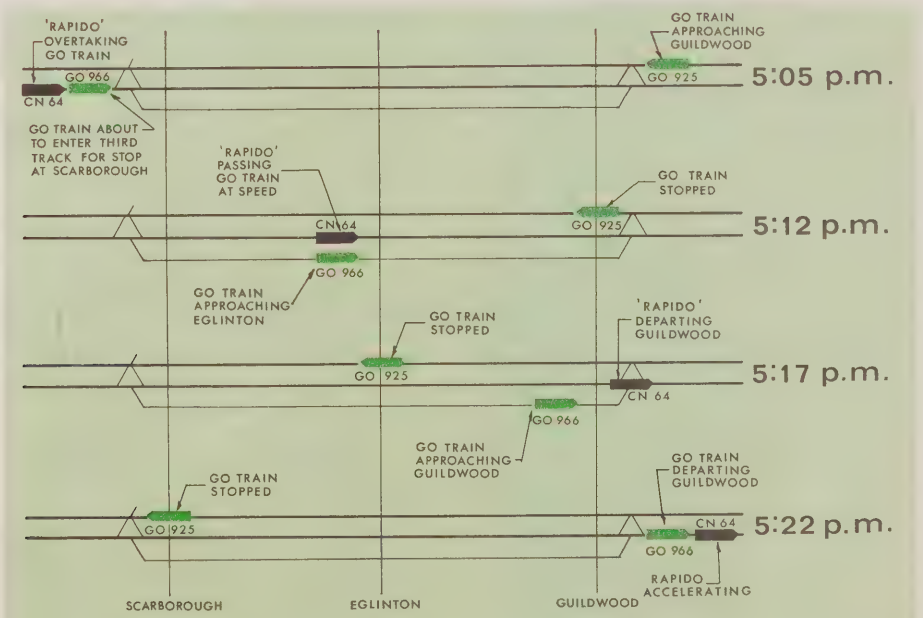 'RAPIDO'
OVERTAKING
GO TRAIN
GO 966
CN 64
GO TRAIN ABOUT
TO ENTER THIRD
TRACK FOR STOP
AT SCARBOROUGH
GO TRAIN
APPROACHING
GUILDWOOD
GO 925
5:05 p.m.
'RAPIDO'
PASSING
GO TRAIN
AT SPEED
CN 64
GO 966
GO TRAIN
APPROACHING
EGLINTON
GO TRAIN
STOPPED
GO 925
5:12 p.m.
GO TRAIN
STOPPED
GO 925
'RAPIDO'
DEPARTING
GUILDWOOD
CN 64
GO 966
GO TRAIN
APPROACHING
GUILDWOOD
5:17 p.m.
GO TRAIN
STOPPED
GO 925
GO TRAIN
DEPARTING
GUILDWOOD
CN 64
GO 966
RAPIDO
ACCELERATING
5:22 p.m.
SCARBOROUGH
EGLINTON
GUILDWOOD